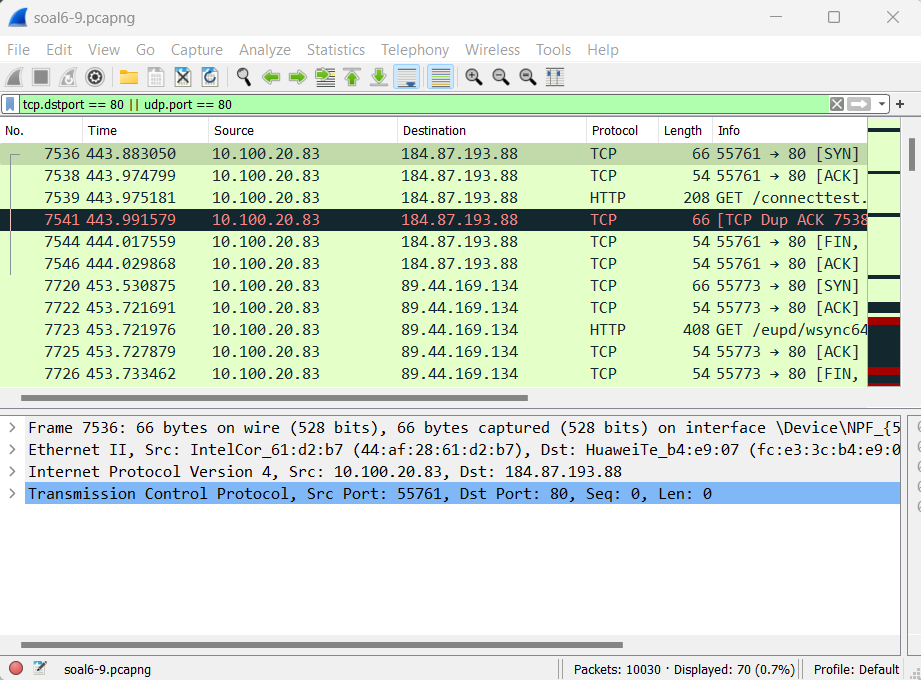 soal6-9.pcapng
File Edit View Go Capture Analyze Statistics Telephony Wireless Tools Help
tcp.dstport == 80 || udp.port == 80
No. Time Source Destination Protocol Length Info
7536 443.883050 10.100.20.83 184.87.193.88 TCP 66 55761 → 80 [SYN]
7538 443.974799 10.100.20.83 184.87.193.88 TCP 54 55761 → 80 [ACK]
7539 443.975181 10.100.20.83 184.87.193.88 HTTP 208 GET /connecttest.
7541 443.991579 10.100.20.83 184.87.193.88 TCP 66 [TCP Dup ACK 7538
7544 444.017559 10.100.20.83 184.87.193.88 TCP 54 55761 → 80 [FIN,
7546 444.029868 10.100.20.83 184.87.193.88 TCP 54 55761 → 80 [ACK]
7720 453.530875 10.100.20.83 89.44.169.134 TCP 66 55773 → 80 [SYN]
7722 453.721691 10.100.20.83 89.44.169.134 TCP 54 55773 → 80 [ACK]
7723 453.721976 10.100.20.83 89.44.169.134 HTTP 408 GET /eupd/wsync64
7725 453.727879 10.100.20.83 89.44.169.134 TCP 54 55773 → 80 [ACK]
7726 453.733462 10.100.20.83 89.44.169.134 TCP 54 55773 → 80 [FIN,
Frame 7536: 66 bytes on wire (528 bits), 66 bytes captured (528 bits) on interface \Device\NPF_{5
Ethernet II, Src: IntelCor_61:d2:b7 (44:af:28:61:d2:b7), Dst: HuaweiTe_b4:e9:07 (fc:e3:3c:b4:e9:0
Internet Protocol Version 4, Src: 10.100.20.83, Dst: 184.87.193.88
Transmission Control Protocol, Src Port: 55761, Dst Port: 80, Seq: 0, Len: 0
soal6-9.pcapng Packets: 10030 · Displayed: 70 (0.7%) Profile: Default